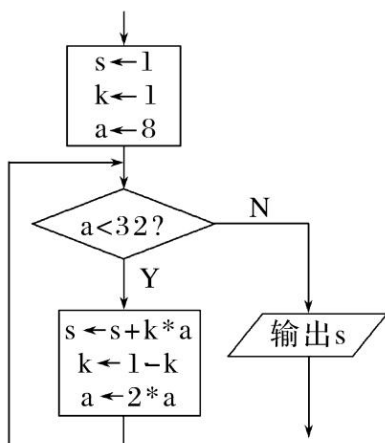 s←1
k←1
a←8
a<32?
N
Y
s←s+k*a
k←1-k
a←2*a
输出s